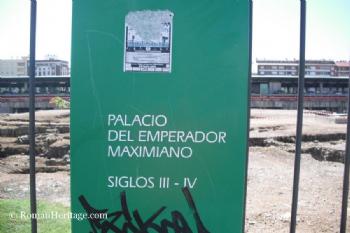 PALACIO
DEL EMPERADOR
MAXIMIANO
SIGLOS III - IV
© RomanHeritage.com